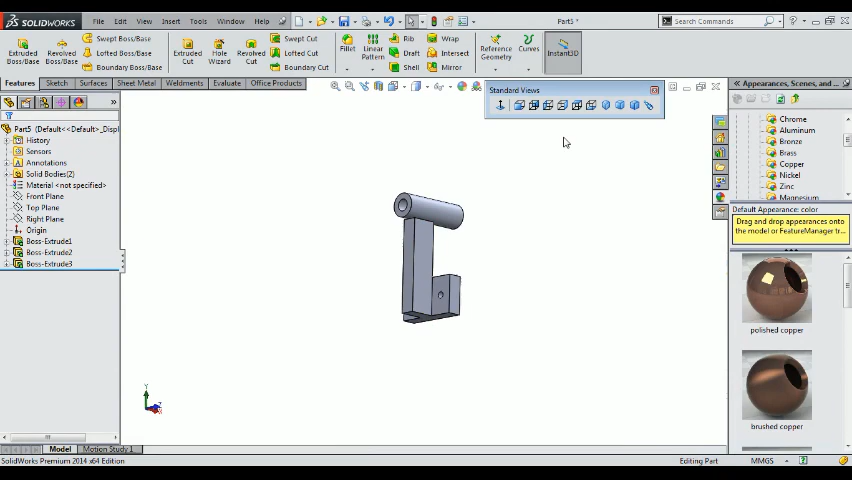 SOLIDWORKS File Edit View Insert Tools Window Help Part5 * Search Commands
Extruded Boss/Base Revolved Boss/Base Swept Boss/Base Lofted Boss/Base Boundary Boss/Base
Extruded Cut Hole Wizard Revolved Cut Swept Cut Lofted Cut Boundary Cut
Fillet Linear Pattern Rib Draft Shell Wrap Intersect Mirror
Reference Geometry Curves Instant3D
Features Sketch Surfaces Sheet Metal Weldments Evaluate Office Products
Standard Views
Part5 (Default<<Default>_Displ
History
Sensors
Annotations
Solid Bodies(2)
Material <not specified>
Front Plane
Top Plane
Right Plane
Origin
Boss-Extrude1
Boss-Extrude2
Boss-Extrude3
Y
Z
X
Appearances, Scenes, and...
Chrome
Aluminum
Bronze
Brass
Copper
Nickel
Zinc
Magnesium
Default Appearance: color
Drag and drop appearances onto
the model or FeatureManager tr...
polished copper
brushed copper
Model Motion Study 1
SolidWorks Premium 2014 x64 Edition Editing Part MMGS